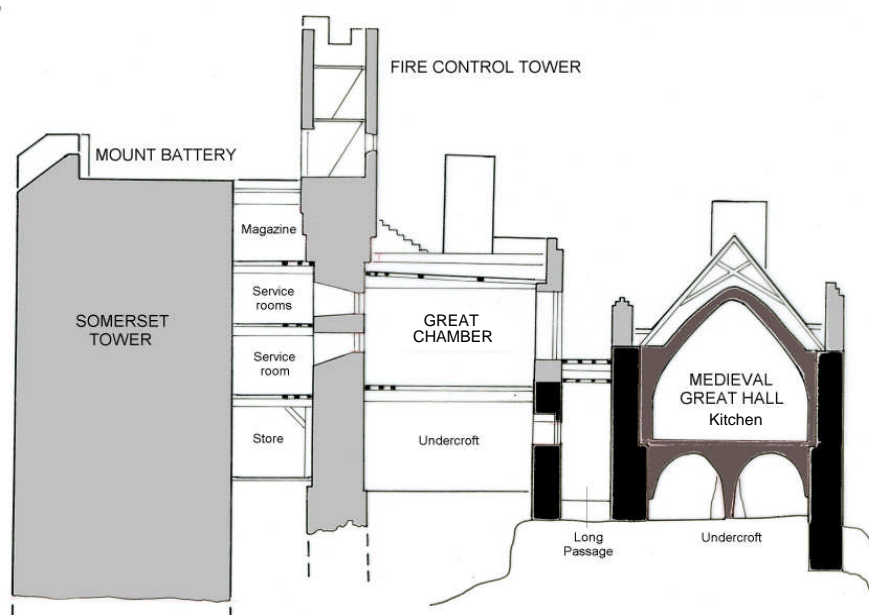 FIRE CONTROL TOWER
MOUNT BATTERY
Magazine
Service
rooms
SOMERSET
TOWER
GREAT
CHAMBER
Service
room
MEDIEVAL
GREAT HALL
Kitchen
Store
Undercroft
Long
Passage
Undercroft